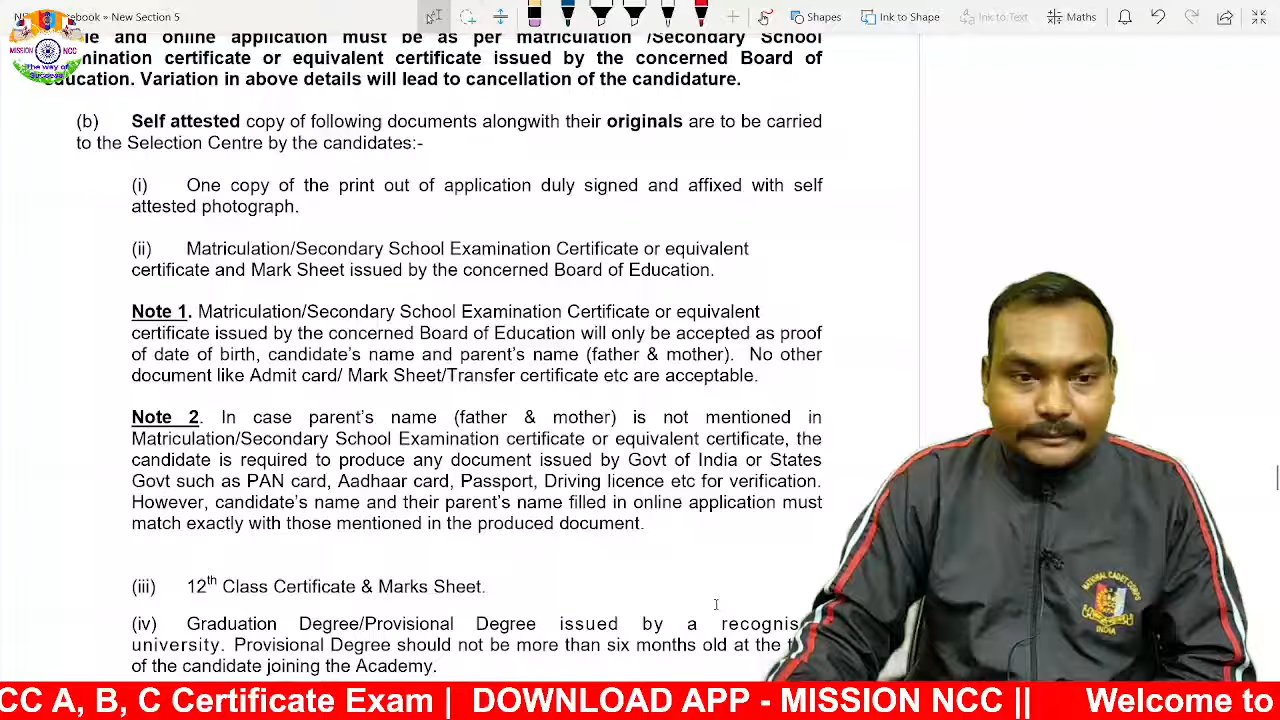 ebook » New Section 5
Shapes
Ink to Shape
Ink to Text
Maths
MISSION NCC
The way of
Success
and online application must be as per matriculation /Secondary School
mination certificate or equivalent certificate issued by the concerned Board of
ducation. Variation in above details will lead to cancellation of the candidature.
(b) Self attested copy of following documents alongwith their originals are to be carried
to the Selection Centre by the candidates:-
(i) One copy of the print out of application duly signed and affixed with self
attested photograph.
(ii) Matriculation/Secondary School Examination Certificate or equivalent
certificate and Mark Sheet issued by the concerned Board of Education.
Note 1. Matriculation/Secondary School Examination Certificate or equivalent
certificate issued by the concerned Board of Education will only be accepted as proof
of date of birth, candidate's name and parent's name (father & mother). No other
document like Admit card/ Mark Sheet/Transfer certificate etc are acceptable.
Note 2. In case parent's name (father & mother) is not mentioned in
Matriculation/Secondary School Examination certificate or equivalent certificate, the
candidate is required to produce any document issued by Govt of India or States
Govt such as PAN card, Aadhaar card, Passport, Driving licence etc for verification.
However, candidate's name and their parent's name filled in online application must
match exactly with those mentioned in the produced document.
(iii) 12th Class Certificate & Marks Sheet.
(iv) Graduation Degree/Provisinal Degree issued by a recognis
university. Provisional Degree should not be more than six months old at the t
of the candidate joining the Academy.
NATIONAL CADET CORPS
INDIA
CC A, B, C Certificate Exam | DOWNLOAD APP - MISSION NCC || Welcome to